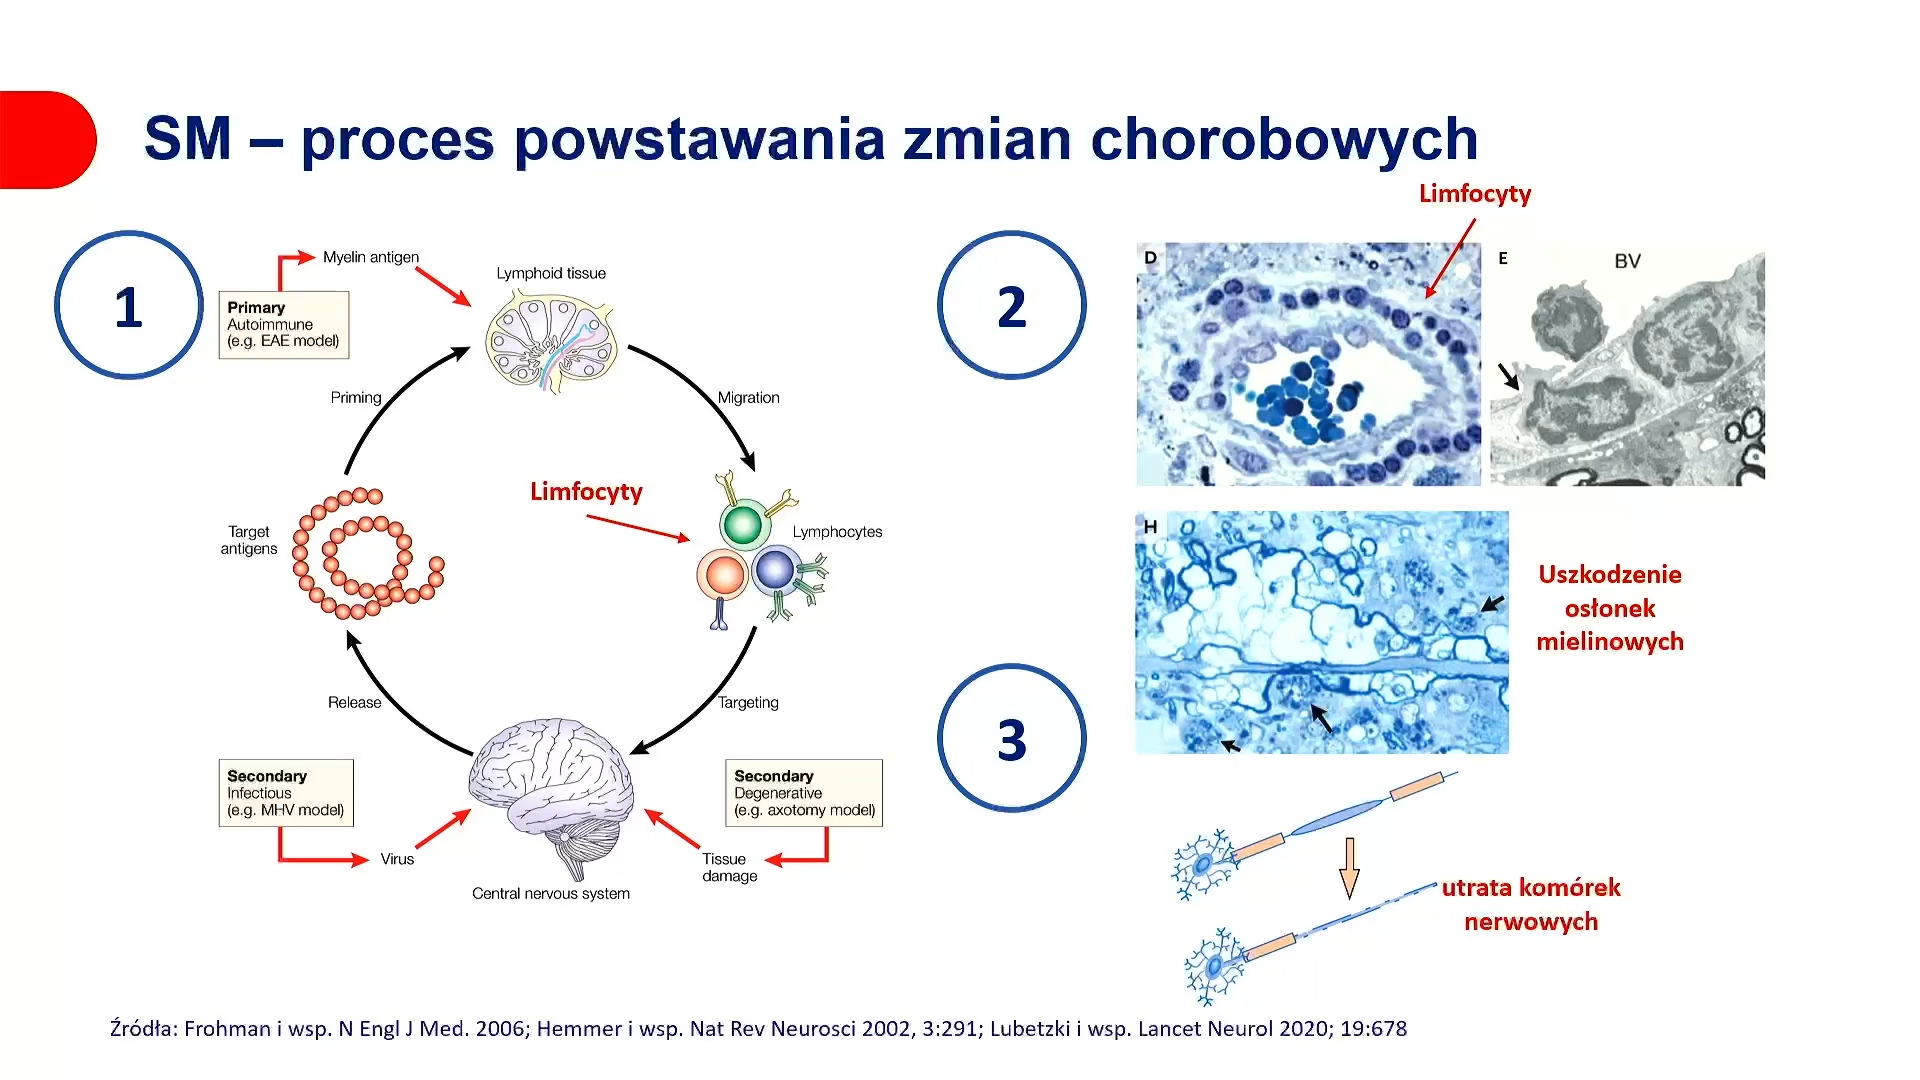 SM – proces powstawania zmian chorobowych
1
Myelin antigen
Primary
Autoimmune
(e.g. EAE model)
Lymphoid tissue
Priming
Migration
Limfocyty
Target
antigens
Lymphocytes
Release
Targeting
Secondary
Infectious
(e.g. MHV model)
Virus
Secondary
Degenerative
(e.g. axotomy model)
Tissue
damage
Central nervous system
2
Limfocyty
D
E
BV
H
Uszkodzenie
osłonek
mielinowych
3
utrata komórek
nerwowych
Źródła: Frohman i wsp. N Engl J Med. 2006; Hemmer i wsp. Nat Rev Neurosci 2002, 3:291; Lubetzki i wsp. Lancet Neurol 2020; 19:678